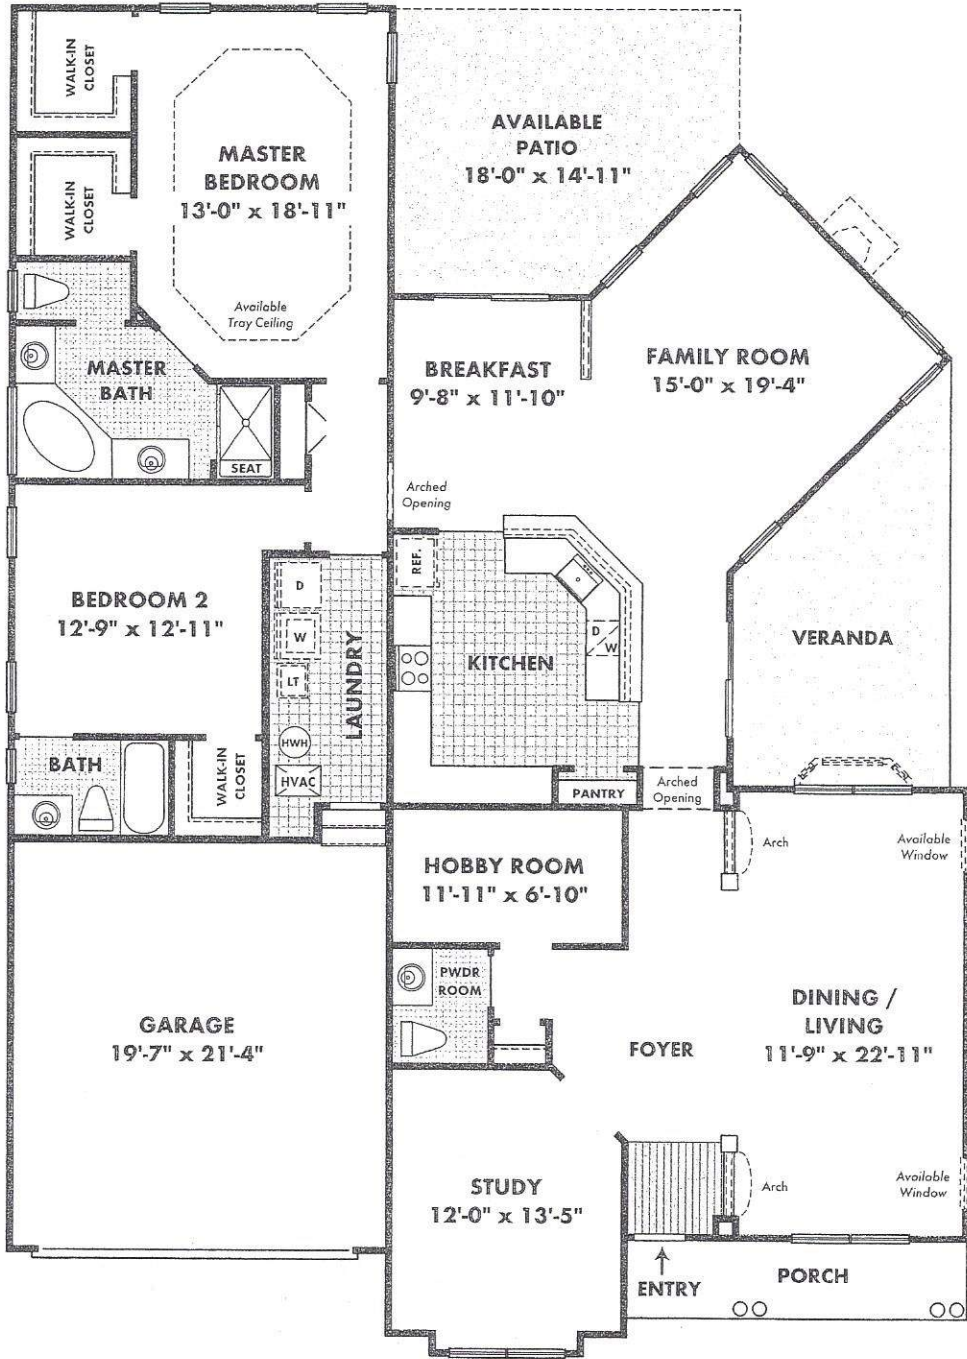 WALK-IN
CLOSET
MASTER
BEDROOM
13'-0" x 18'-11"
AVAILABLE
PATIO
18'-0" x 14'-11"
WALK-IN
CLOSET
Available
Tray Ceiling
MASTER
BATH
BREAKFAST
9'-8" x 11'-10"
FAMILY ROOM
15'-0" x 19'-4"
SEAT
Arched
Opening
REF.
BEDROOM 2
12'-9" x 12'-11"
D
W
LT
HWH
HVAC
LAUNDRY
KITCHEN
D
W
VERANDA
BATH
WALK-IN
CLOSET
PANTRY
Arched
Opening
HOBBY ROOM
11'-11" x 6'-10"
Arch
Available
Window
PWDR
ROOM
GARAGE
19'-7" x 21'-4"
FOYER
DINING /
LIVING
11'-9" x 22'-11"
STUDY
12'-0" x 13'-5"
Arch
Available
Window
ENTRY
PORCH